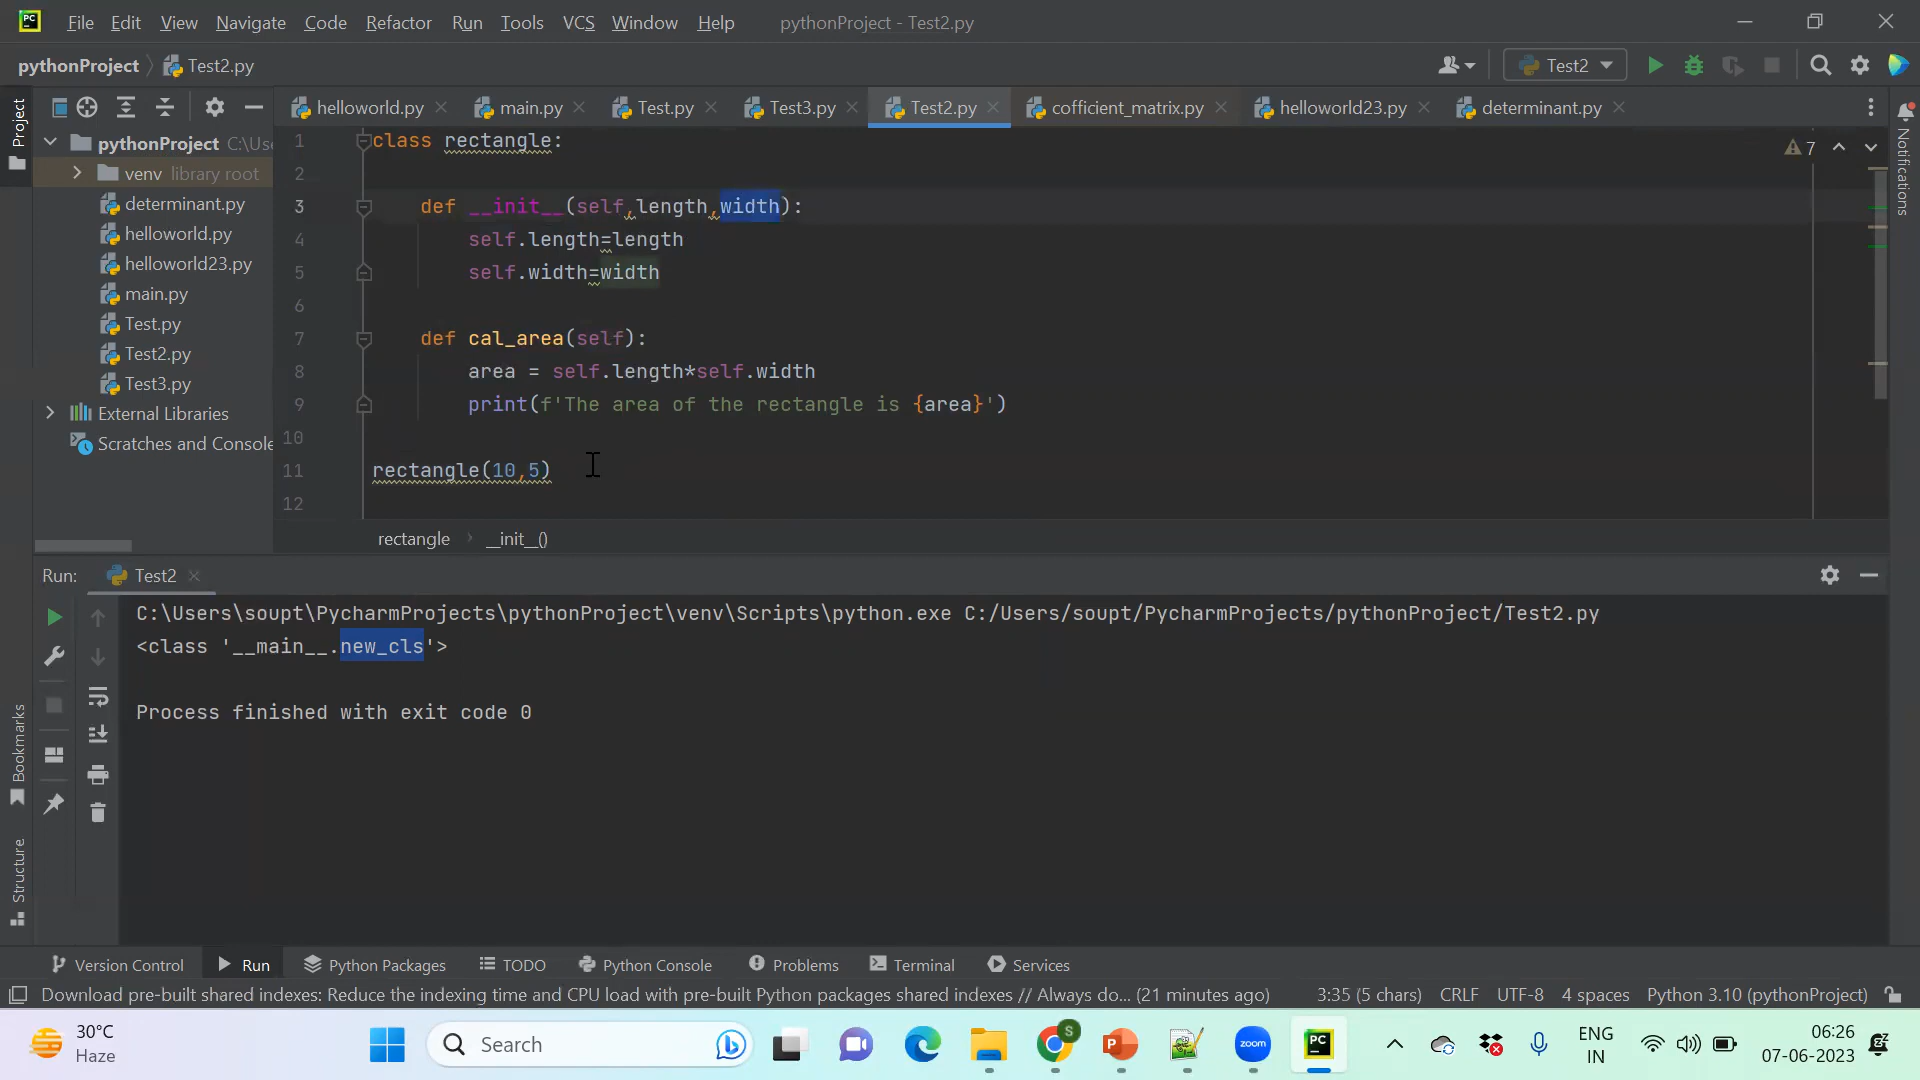 PC File Edit View Navigate Code Refactor Run Tools VCS Window Help pythonProject - Test2.py
pythonProject Test2.py Test2
Project
helloworld.py main.py Test.py Test3.py Test2.py cofficient_matrix.py helloworld23.py determinant.py
pythonProject C:\Use
venv library root
determinant.py
helloworld.py
helloworld23.py
main.py
Test.py
Test2.py
Test3.py
External Libraries
Scratches and Console
1 class rectangle:
2
3 def __init__(self,length,width):
4 self.length=length
5 self.width=width
6
7 def cal_area(self):
8 area = self.length*self.width
9 print(f'The area of the rectangle is {area}')
10
11 rectangle(10,5)
12
7
Notifications
rectangle __init__()
Run: Test2
C:\Users\soupt\PycharmProjects\pythonProject\venv\Scripts\python.exe C:/Users/soupt/PycharmProjects/pythonProject/Test2.py
<class '__main__.new_cls'>
Process finished with exit code 0
Bookmarks
Structure
Version Control Run Python Packages TODO Python Console Problems Terminal Services
Download pre-built shared indexes: Reduce the indexing time and CPU load with pre-built Python packages shared indexes // Always do... (21 minutes ago) 3:35 (5 chars) CRLF UTF-8 4 spaces Python 3.10 (pythonProject)
30°C
Haze
Search
S
P
zoom
PC
ENG
IN
06:26
07-06-2023